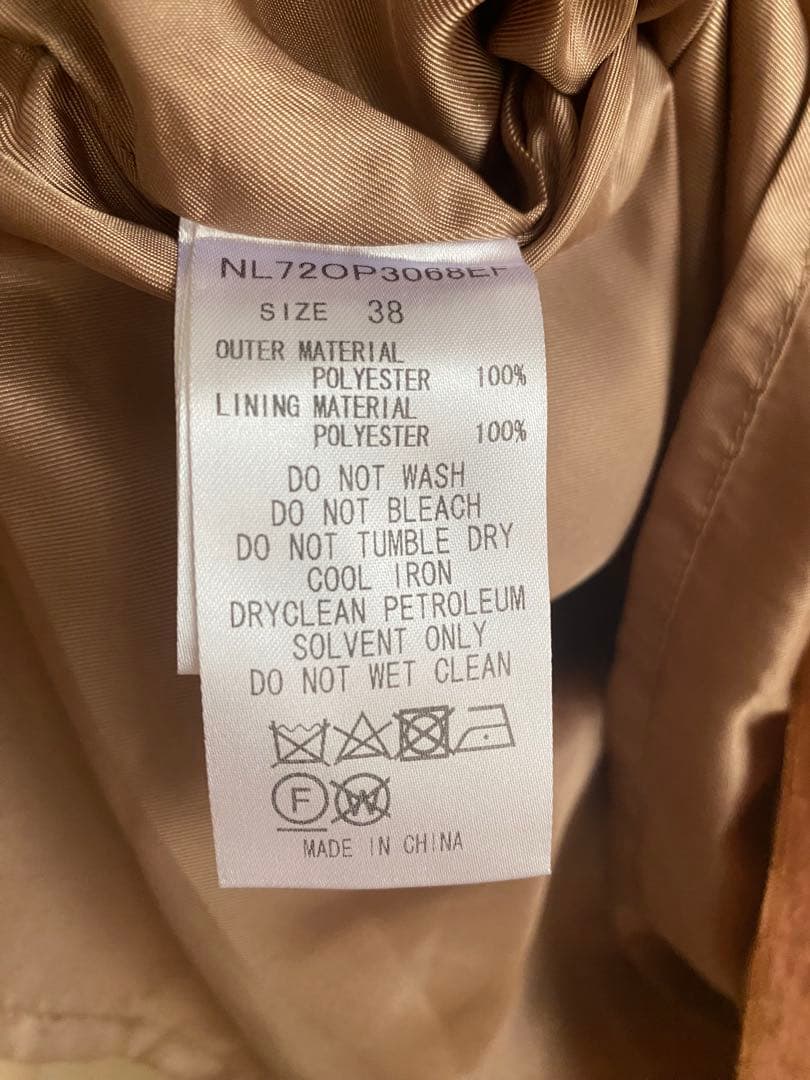 NL72OP3068EF
SIZE 38
OUTER MATERIAL
POLYESTER 100%
LINING MATERIAL
POLYESTER 100%
DO NOT WASH
DO NOT BLEACH
DO NOT TUMBLE DRY
COOL IRON
DRYCLEAN PETROLEUM
SOLVENT ONLY
DO NOT WET CLEAN
F W
MADE IN CHINA